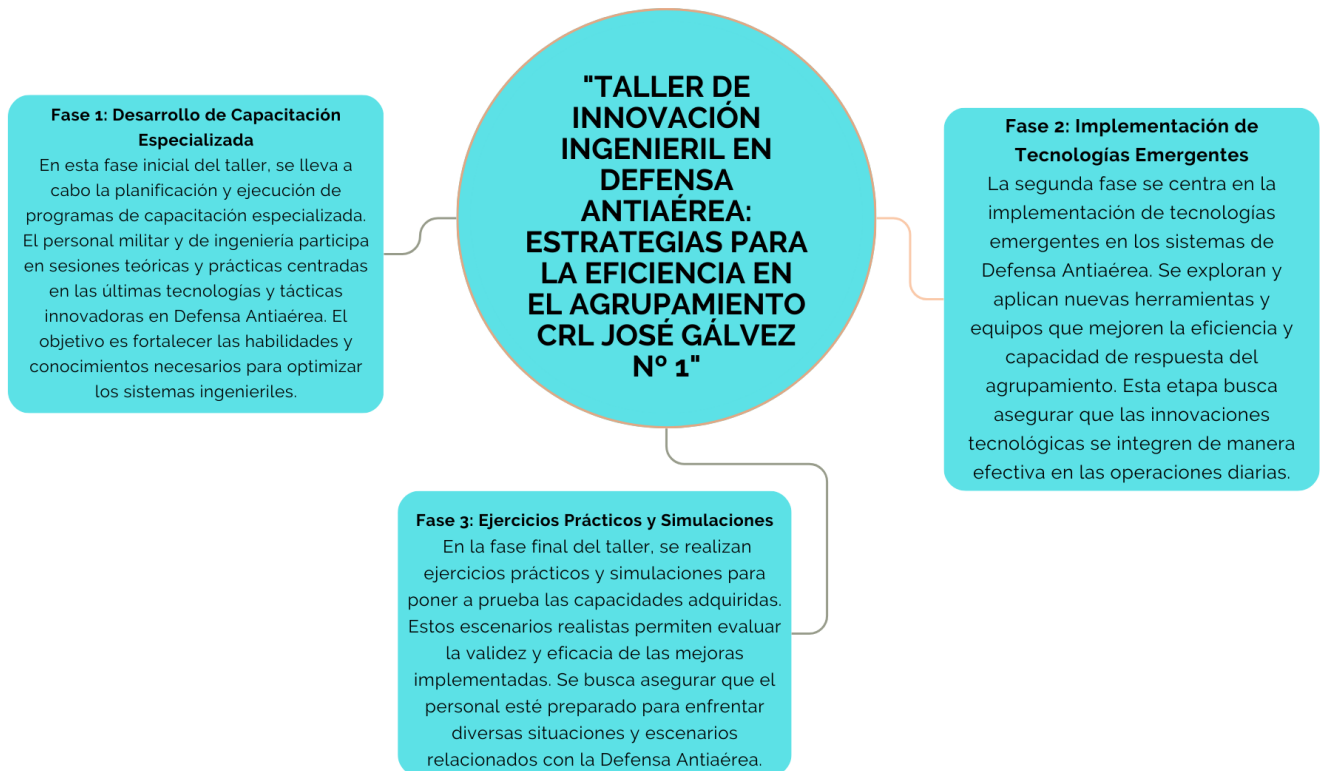 "TALLER DE
INNOVACIÓN
INGENIERIL EN
DEFENSA
ANTIAÉREA:
ESTRATEGIAS PARA
LA EFICIENCIA EN
EL AGRUPAMIENTO
CRL JOSÉ GÁLVEZ
Nº 1"
Fase 1: Desarrollo de Capacitación
Especializada
En esta fase inicial del taller, se lleva a
cabo la planificación y ejecución de
programas de capacitación especializada.
El personal militar y de ingeniería participa
en sesiones teóricas y prácticas centradas
en las últimas tecnologías y tácticas
innovadoras en Defensa Antiaérea. El
objetivo es fortalecer las habilidades y
conocimientos necesarios para optimizar
los sistemas ingenieriles.
Fase 2: Implementación de
Tecnologías Emergentes
La segunda fase se centra en la
implementación de tecnologías
emergentes en los sistemas de
Defensa Antiaérea. Se exploran y
aplican nuevas herramientas y
equipos que mejoren la eficiencia y
capacidad de respuesta del
agrupamiento. Esta etapa busca
asegurar que las innovaciones
tecnológicas se integren de manera
efectiva en las operaciones diarias.
Fase 3: Ejercicios Prácticos y Simulaciones
En la fase final del taller, se realizan
ejercicios prácticos y simulaciones para
poner a prueba las capacidades adquiridas.
Estos escenarios realistas permiten evaluar
la validez y eficacia de las mejoras
implementadas. Se busca asegurar que el
personal esté preparado para enfrentar
diversas situaciones y escenarios
relacionados con la Defensa Antiaérea.